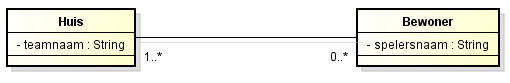 Huis
- teamnaam : String
1..*
0..*
Bewoner
- spelersnaam : String